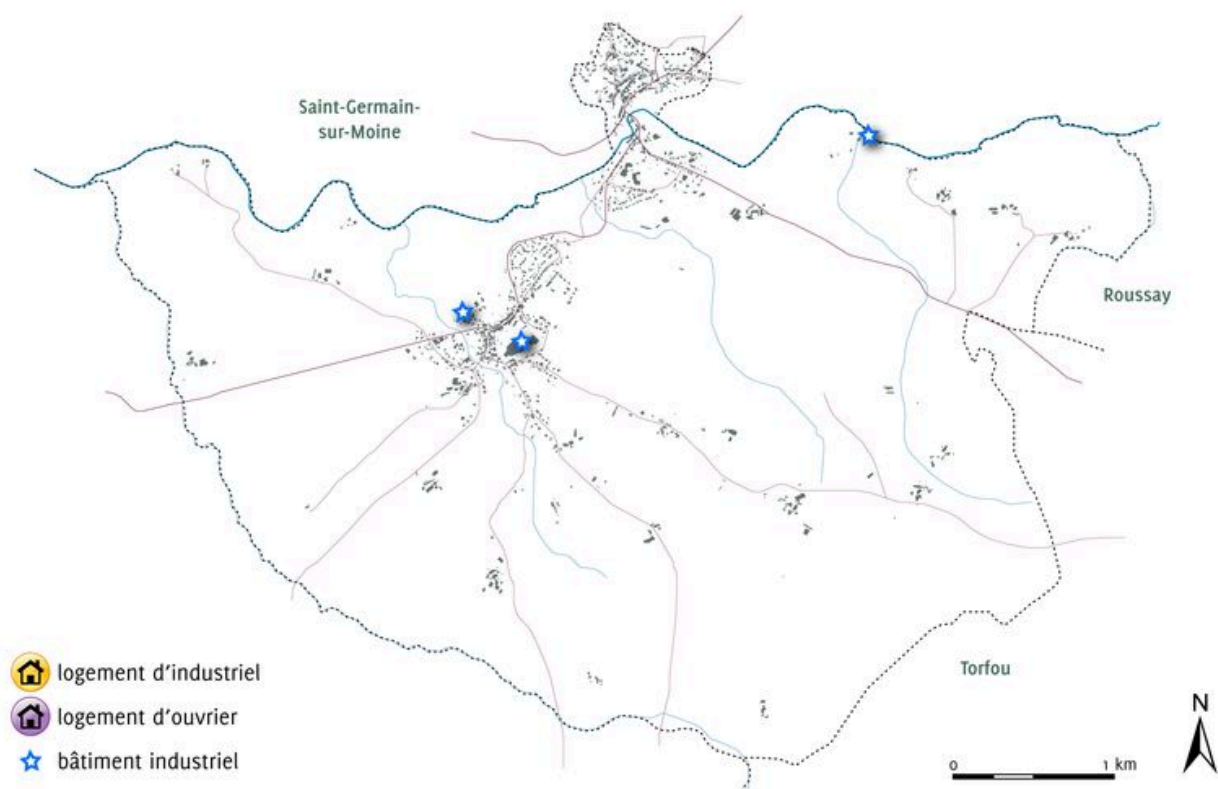 Saint-Germain-
sur-Moine
Roussay
Torfou
logement d'industriel
logement d'ouvrier
bâtiment industriel
N
0 1 km